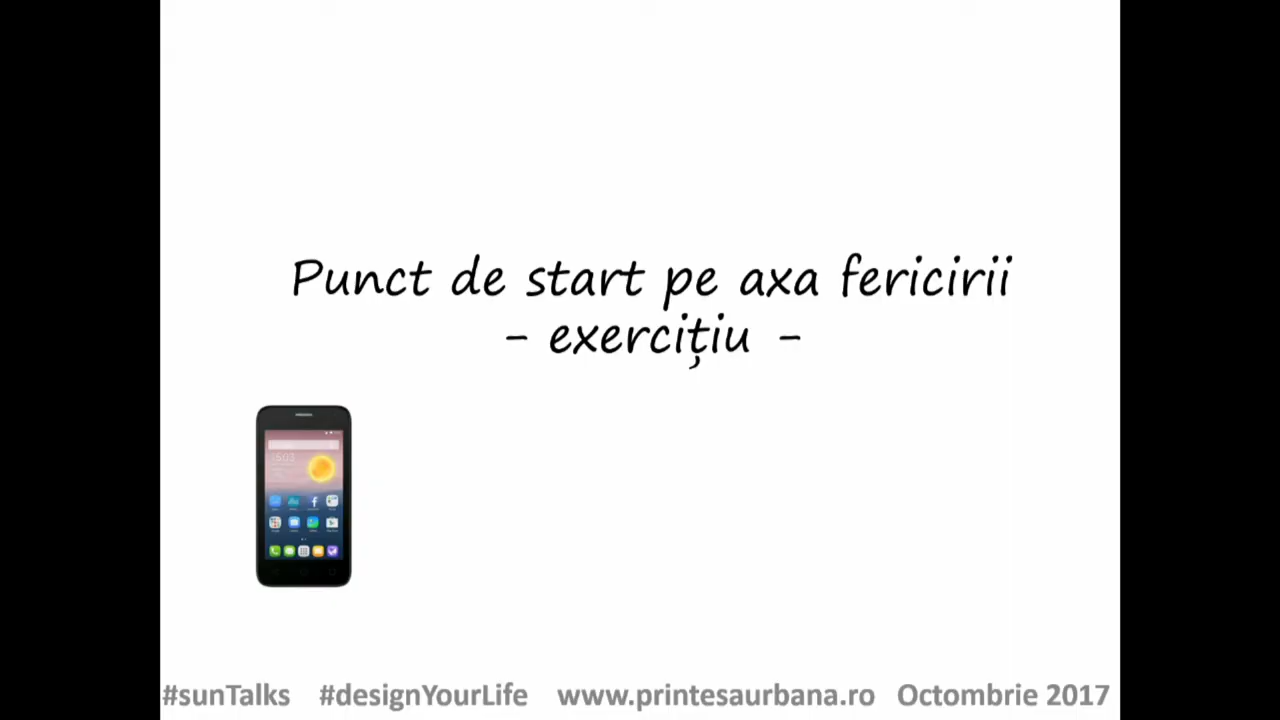 Punct de start pe axa fericirii
- exercițiu -
#sunTalks #designYourLife www.printesaurbana.ro Octombrie 2017